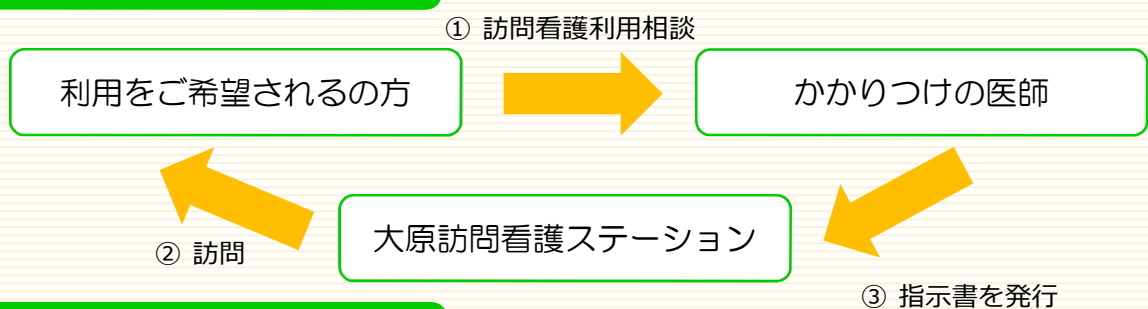 ① 訪問看護利用相談
利用をご希望されるの方
かかりつけの医師
大原訪問看護ステーション
② 訪問
③ 指示書を発行